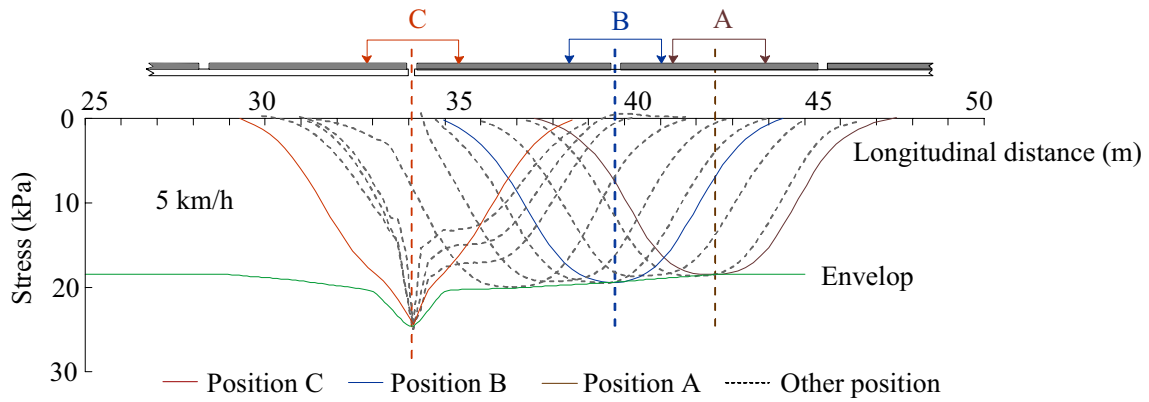 C B A
25 30 35 40 45 50
0
Longitudinal distance (m)
5 km/h
10
Stress (kPa)
20
Envelop
30
Position C Position B Position A Other position